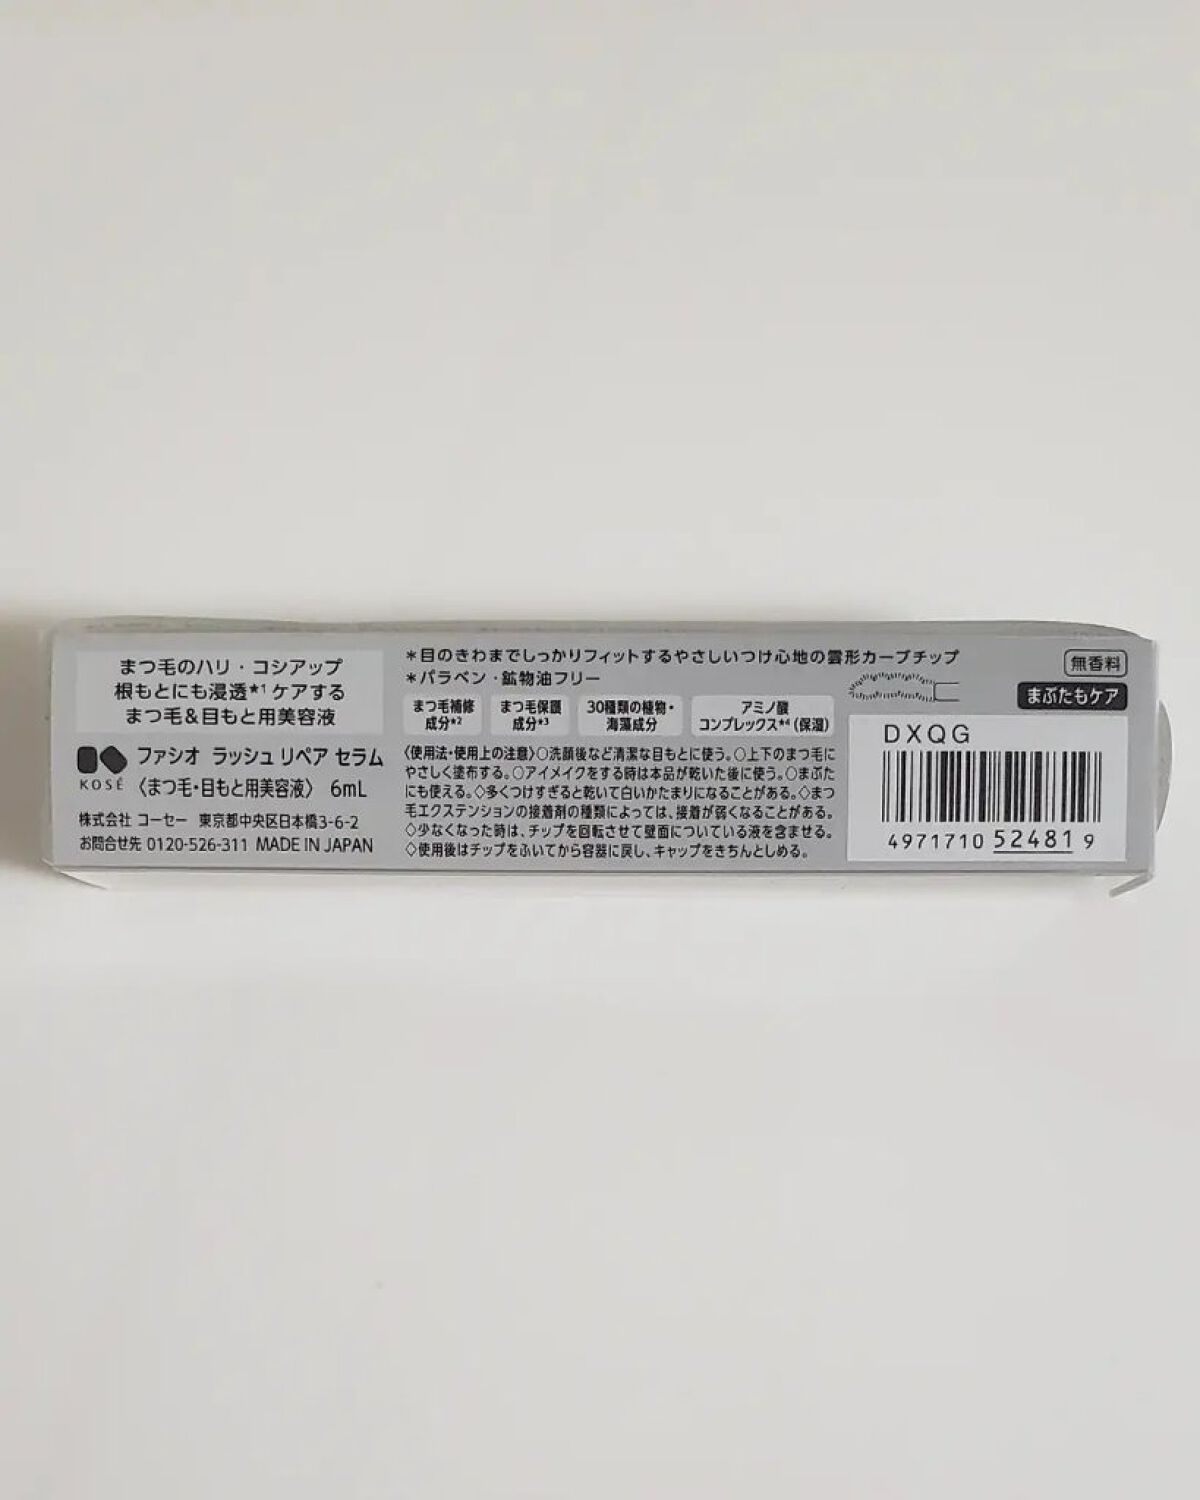 まつ毛のハリ・コシアップ
根もとにも浸透*1ケアする
まつ毛&目もと用美容液
KOSÉ
ファシオ ラッシュ リペア セラム
〈まつ毛・目もと用美容液〉 6mL
株式会社 コーセー 東京都中央区日本橋3-6-2
お問合せ先 0120-526-311 MADE IN JAPAN
*目のきわまでしっかりフィットするやさしいつけ心地の雲形カーブチップ
*パラベン・鉱物油フリー
まつ毛補修
成分*2
まつ毛保護
成分*3
30種類の植物・
海藻成分
アミノ酸
コンプレックス*4(保湿)
〈使用法・使用上の注意〉○洗顔後など清潔な目もとに使う。○上下のまつ毛に
やさしく塗布する。○アイメイクをする時は本品が乾いた後に使う。○まぶた
にも使える。◇多くつけすぎると乾いて白いかたまりになることがある。◇まつ
毛エクステンションの接着剤の種類によっては、接着が弱くなることがある。
◇少なくなった時は、チップを回転させて壁面についている液を含ませる。
◇使用後はチップをふいてから容器に戻し、キャップをきちんとしめる。
無香料
まぶたもケア
DXQG
4971710 52481 9